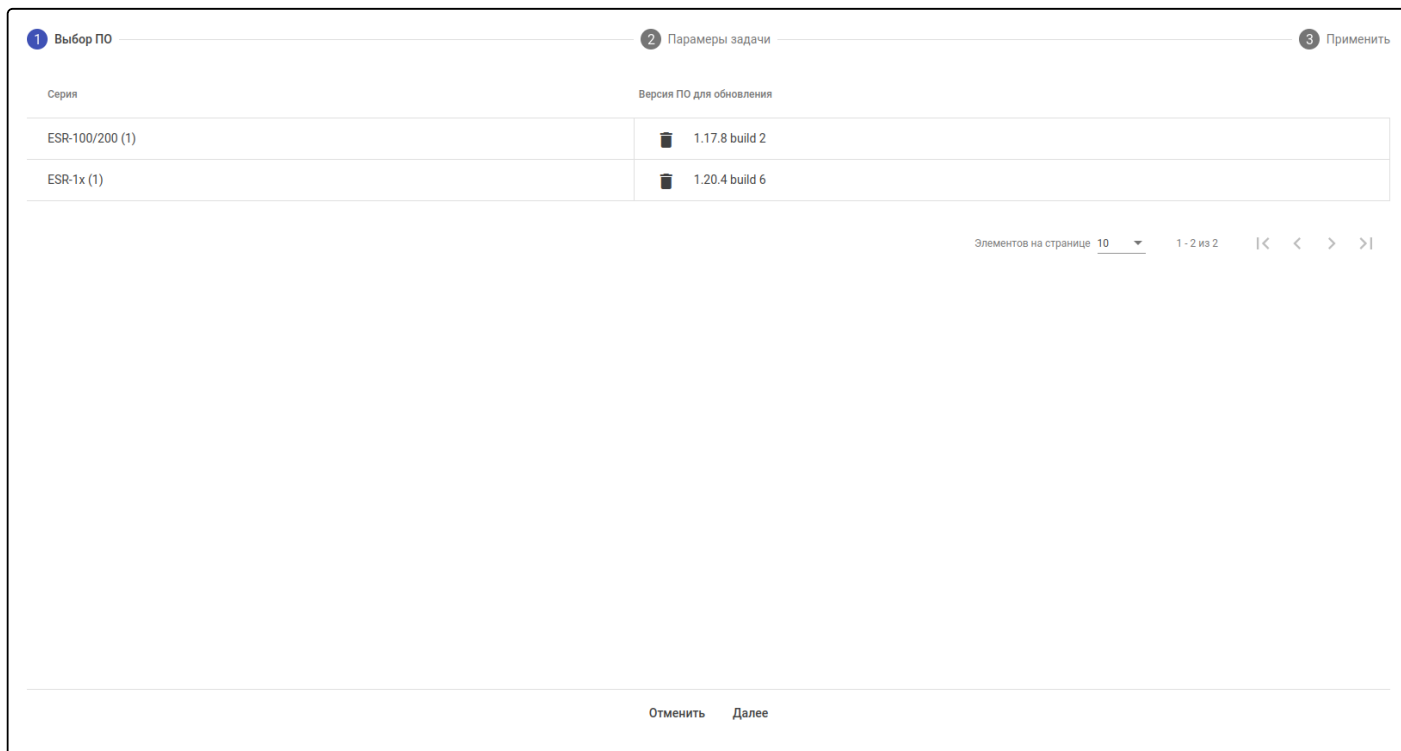 1 Выбор ПО 2 Парамеры задачи 3 Применить
Серия Версия ПО для обновления
ESR-100/200 (1) 1.17.8 build 2
ESR-1x (1) 1.20.4 build 6
Элементов на странице 10 1 - 2 из 2
Отменить Далее